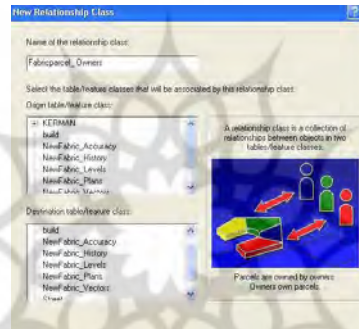 New Relationship Class
Name of the relationship class:
Fabricparcel_Owners
Select the table/feature classes that will be associated by this relationship class.
Origin table/feature class:
KERMAN
build
NewFabric_Accuracy
NewFabric_History
NewFabric_Levels
NewFabric_Plans
NewFabric_Vectors
A relationship class is a collection of
relationships between objects in two
tables/feature classes.
Destination table/feature class:
build
NewFabric_Accuracy
NewFabric_History
NewFabric_Levels
NewFabric_Plans
NewFabric_Vectors
Parcels are owned by owners.
Owners own parcels.